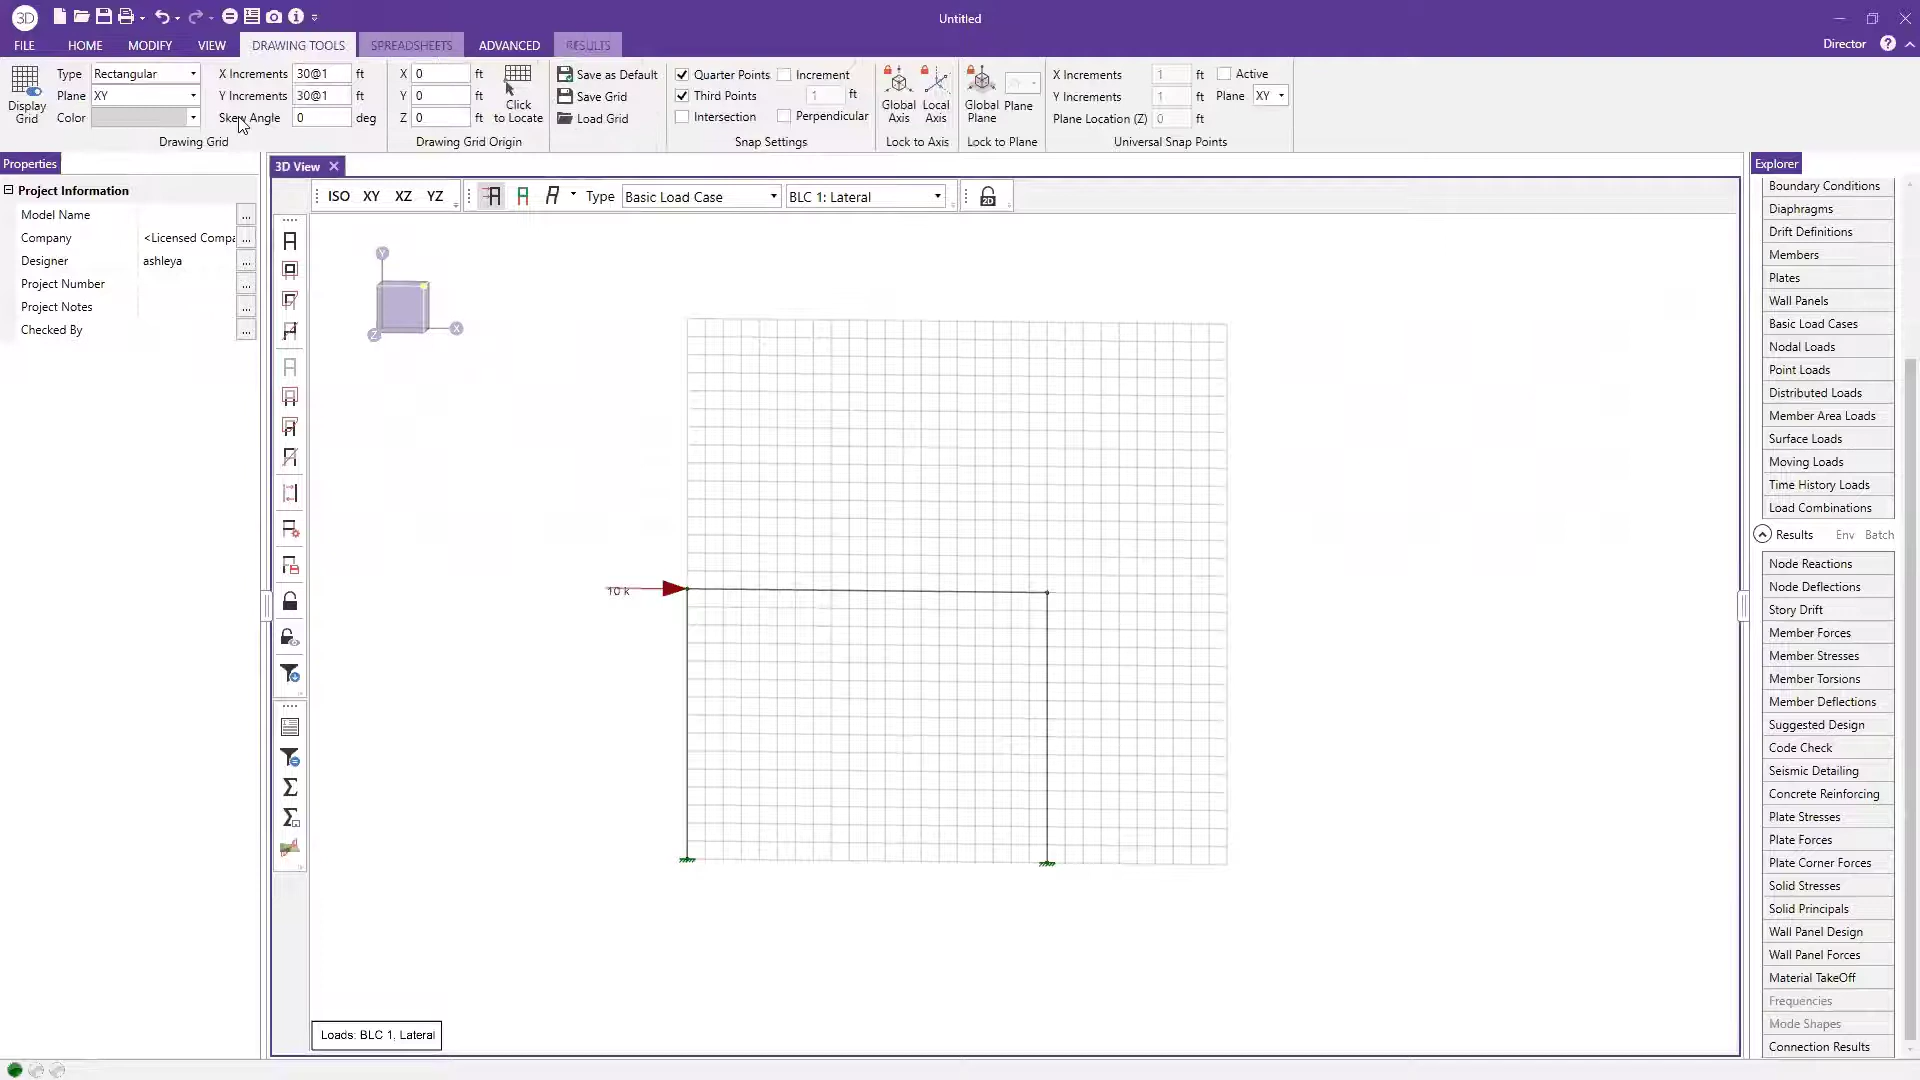 3D
Untitled
FILE HOME MODIFY VIEW DRAWING TOOLS SPREADSHEETS ADVANCED RESULTS Director
Display Grid
Type Rectangular
Plane XY
Color
X Increments 30@1 ft
Y Increments 30@1 ft
Skew Angle 0 deg
Drawing Grid
X 0 ft
Y 0 ft
Z 0 ft
Click to Locate
Drawing Grid Origin
Save as Default
Save Grid
Load Grid
Quarter Points
Third Points
Intersection
Increment
1 ft
Perpendicular
Snap Settings
Global Axis
Local Axis
Lock to Axis
Global Plane
Plane
Lock to Plane
X Increments 1 ft
Y Increments 1 ft
Plane Location (Z) 0 ft
Active
Plane XY
Universal Snap Points
Properties
Project Information
Model Name ...
Company <Licensed Compa ...
Designer ashleya ...
Project Number ...
Project Notes ...
Checked By ...
3D View
ISO XY XZ YZ
Type Basic Load Case BLC 1: Lateral
2D
Y
X
Z
10 k
Loads: BLC 1, Lateral
Explorer
Boundary Conditions
Diaphragms
Drift Definitions
Members
Plates
Wall Panels
Basic Load Cases
Nodal Loads
Point Loads
Distributed Loads
Member Area Loads
Surface Loads
Moving Loads
Time History Loads
Load Combinations
Results Env Batch
Node Reactions
Node Deflections
Story Drift
Member Forces
Member Stresses
Member Torsions
Member Deflections
Suggested Design
Code Check
Seismic Detailing
Concrete Reinforcing
Plate Stresses
Plate Forces
Plate Corner Forces
Solid Stresses
Solid Principals
Wall Panel Design
Wall Panel Forces
Material TakeOff
Frequencies
Mode Shapes
Connection Results